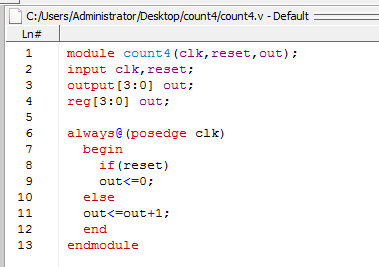 C:/Users/Administrator/Desktop/count4/count4.v - Default
Ln#
1 module count4(clk,reset,out);
2 input clk,reset;
3 output[3:0] out;
4 reg[3:0] out;
5
6 always@(posedge clk)
7 begin
8 if(reset)
9 out<=0;
10 else
11 out<=out+1;
12 end
13 endmodule